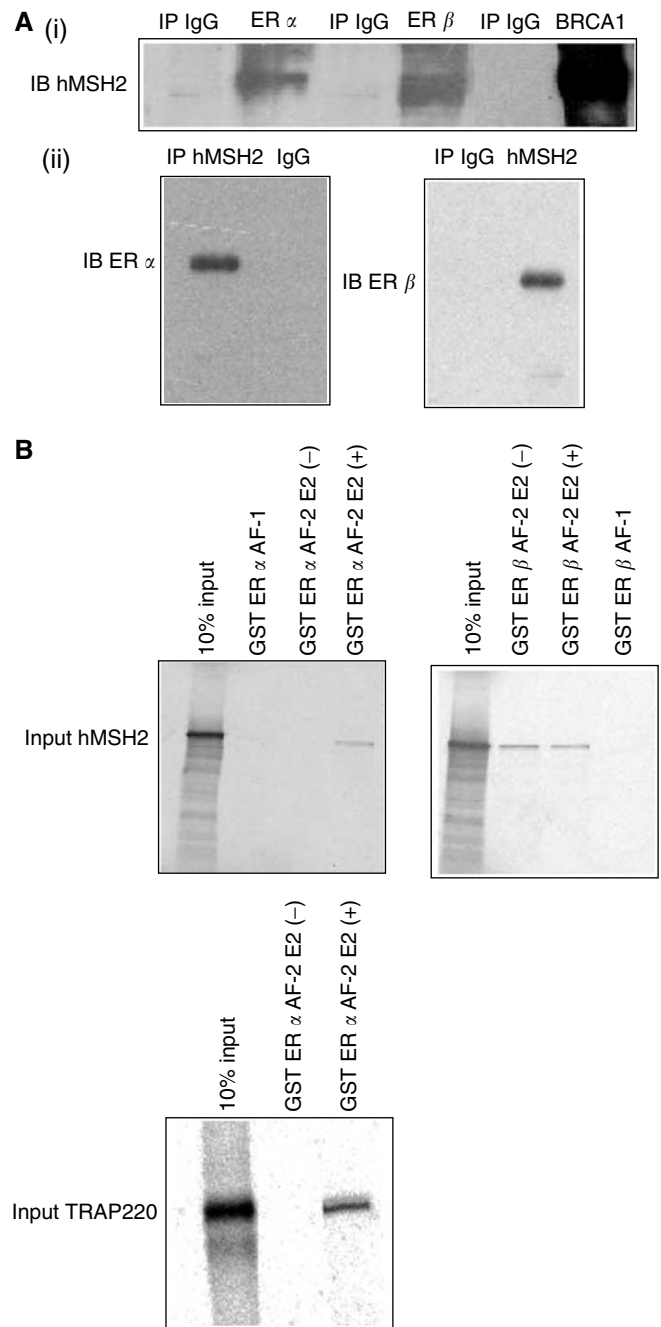 A (i)
IP IgG ER α IP IgG ER β IP IgG BRCA1
IB hMSH2
(ii)
IP hMSH2 IgG
IB ER α
IP IgG hMSH2
IB ER β
B
10% input
GST ER α AF-1
GST ER α AF-2 E2 (−)
GST ER α AF-2 E2 (+)
Input hMSH2
10% input
GST ER β AF-2 E2 (−)
GST ER β AF-2 E2 (+)
GST ER β AF-1
10% input
GST ER α AF-2 E2 (−)
GST ER α AF-2 E2 (+)
Input TRAP220